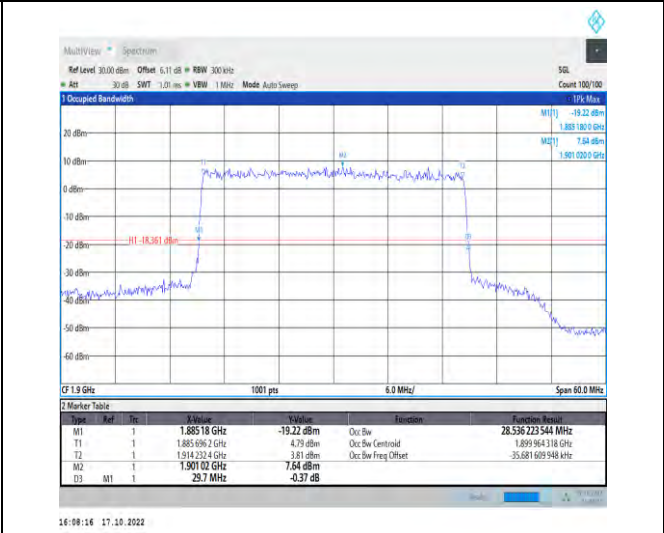 MultiView Spectrum
Ref Level 30.00 dBm Offset 6.11 dB RBW 300 kHz SGL
Att 30 dB SWT 1.01 ms VBW 1 MHz Mode Auto Sweep Count 100/100
1 Occupied Bandwidth 1Pk Max
M1[1] -19.22 dBm
1.885 180 0 GHz
M2[1] 7.64 dBm
1.901 020 0 GHz
20 dBm
10 dBm
0 dBm
-10 dBm
-20 dBm
-30 dBm
-40 dBm
-50 dBm
-60 dBm
T1
M2
T2
M1
D3
H1 -18.361 dBm
CF 1.9 GHz 1001 pts 6.0 MHz/ Span 60.0 MHz
2 Marker Table
Type Ref Trc X-Value Y-Value Function Function Result
M1 1 1.885 18 GHz -19.22 dBm Occ Bw 28.536 223 544 MHz
T1 1 1.885 696 2 GHz 4.79 dBm Occ Bw Centroid 1.899 964 318 GHz
T2 1 1.914 232 4 GHz 3.81 dBm Occ Bw Freq Offset -35.681 609 948 kHz
M2 1 1.901 02 GHz 7.64 dBm
D3 M1 1 29.7 MHz -0.37 dB
16:08:16 17.10.2022